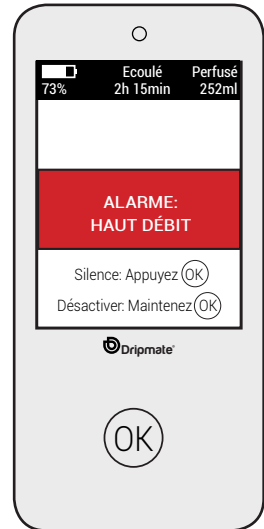 Ecoulé Perfusé
73% 2h 15min 252ml
ALARME:
HAUT DÉBIT
Silence: Appuyez OK
Désactiver: Maintenez OK
Dripmate
OK